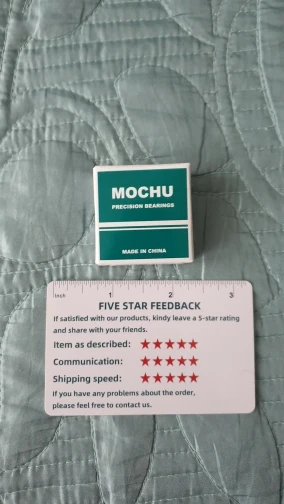 MOCHU
PRECISION BEARINGS
MADE IN CHINA
Inch 1 2 3
FIVE STAR FEEDBACK
If satisfied with our products, kindly leave a 5-star rating
and share with your friends.
Item as described: ★★★★★
Communication: ★★★★★
Shipping speed: ★★★★★
If you have any problems about the order,
please feel free to contact us.